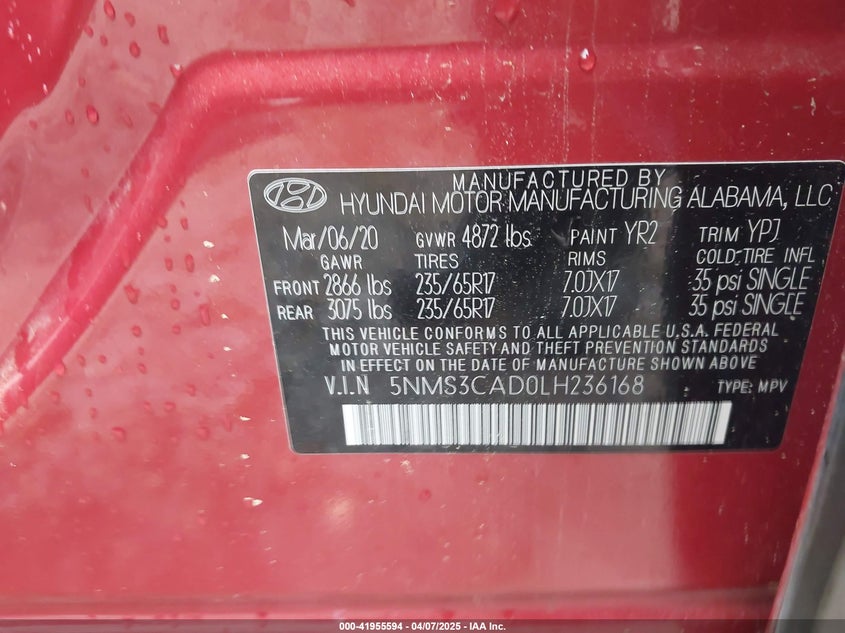 MANUFACTURED BY
HYUNDAI MOTOR MANUFACTURING ALABAMA, LLC
Mar/06/20 GVWR 4872 lbs PAINT YR2 TRIM YPJ
GAWR TIRES RIMS COLD TIRE INFL
FRONT 2866 lbs 235/65R17 7.0JX17 35 psi SINGLE
REAR 3075 lbs 235/65R17 7.0JX17 35 psi SINGLE
THIS VEHICLE CONFORMS TO ALL APPLICABLE U.S.A. FEDERAL
MOTOR VEHICLE SAFETY AND THEFT PREVENTION STANDARDS
IN EFFECT ON THE DATE OF MANUFACTURE SHOWN ABOVE
V.I.N 5NMS3CAD0LH236168 TYPE: MPV
000-41955594 - 04/07/2025 - IAA Inc.